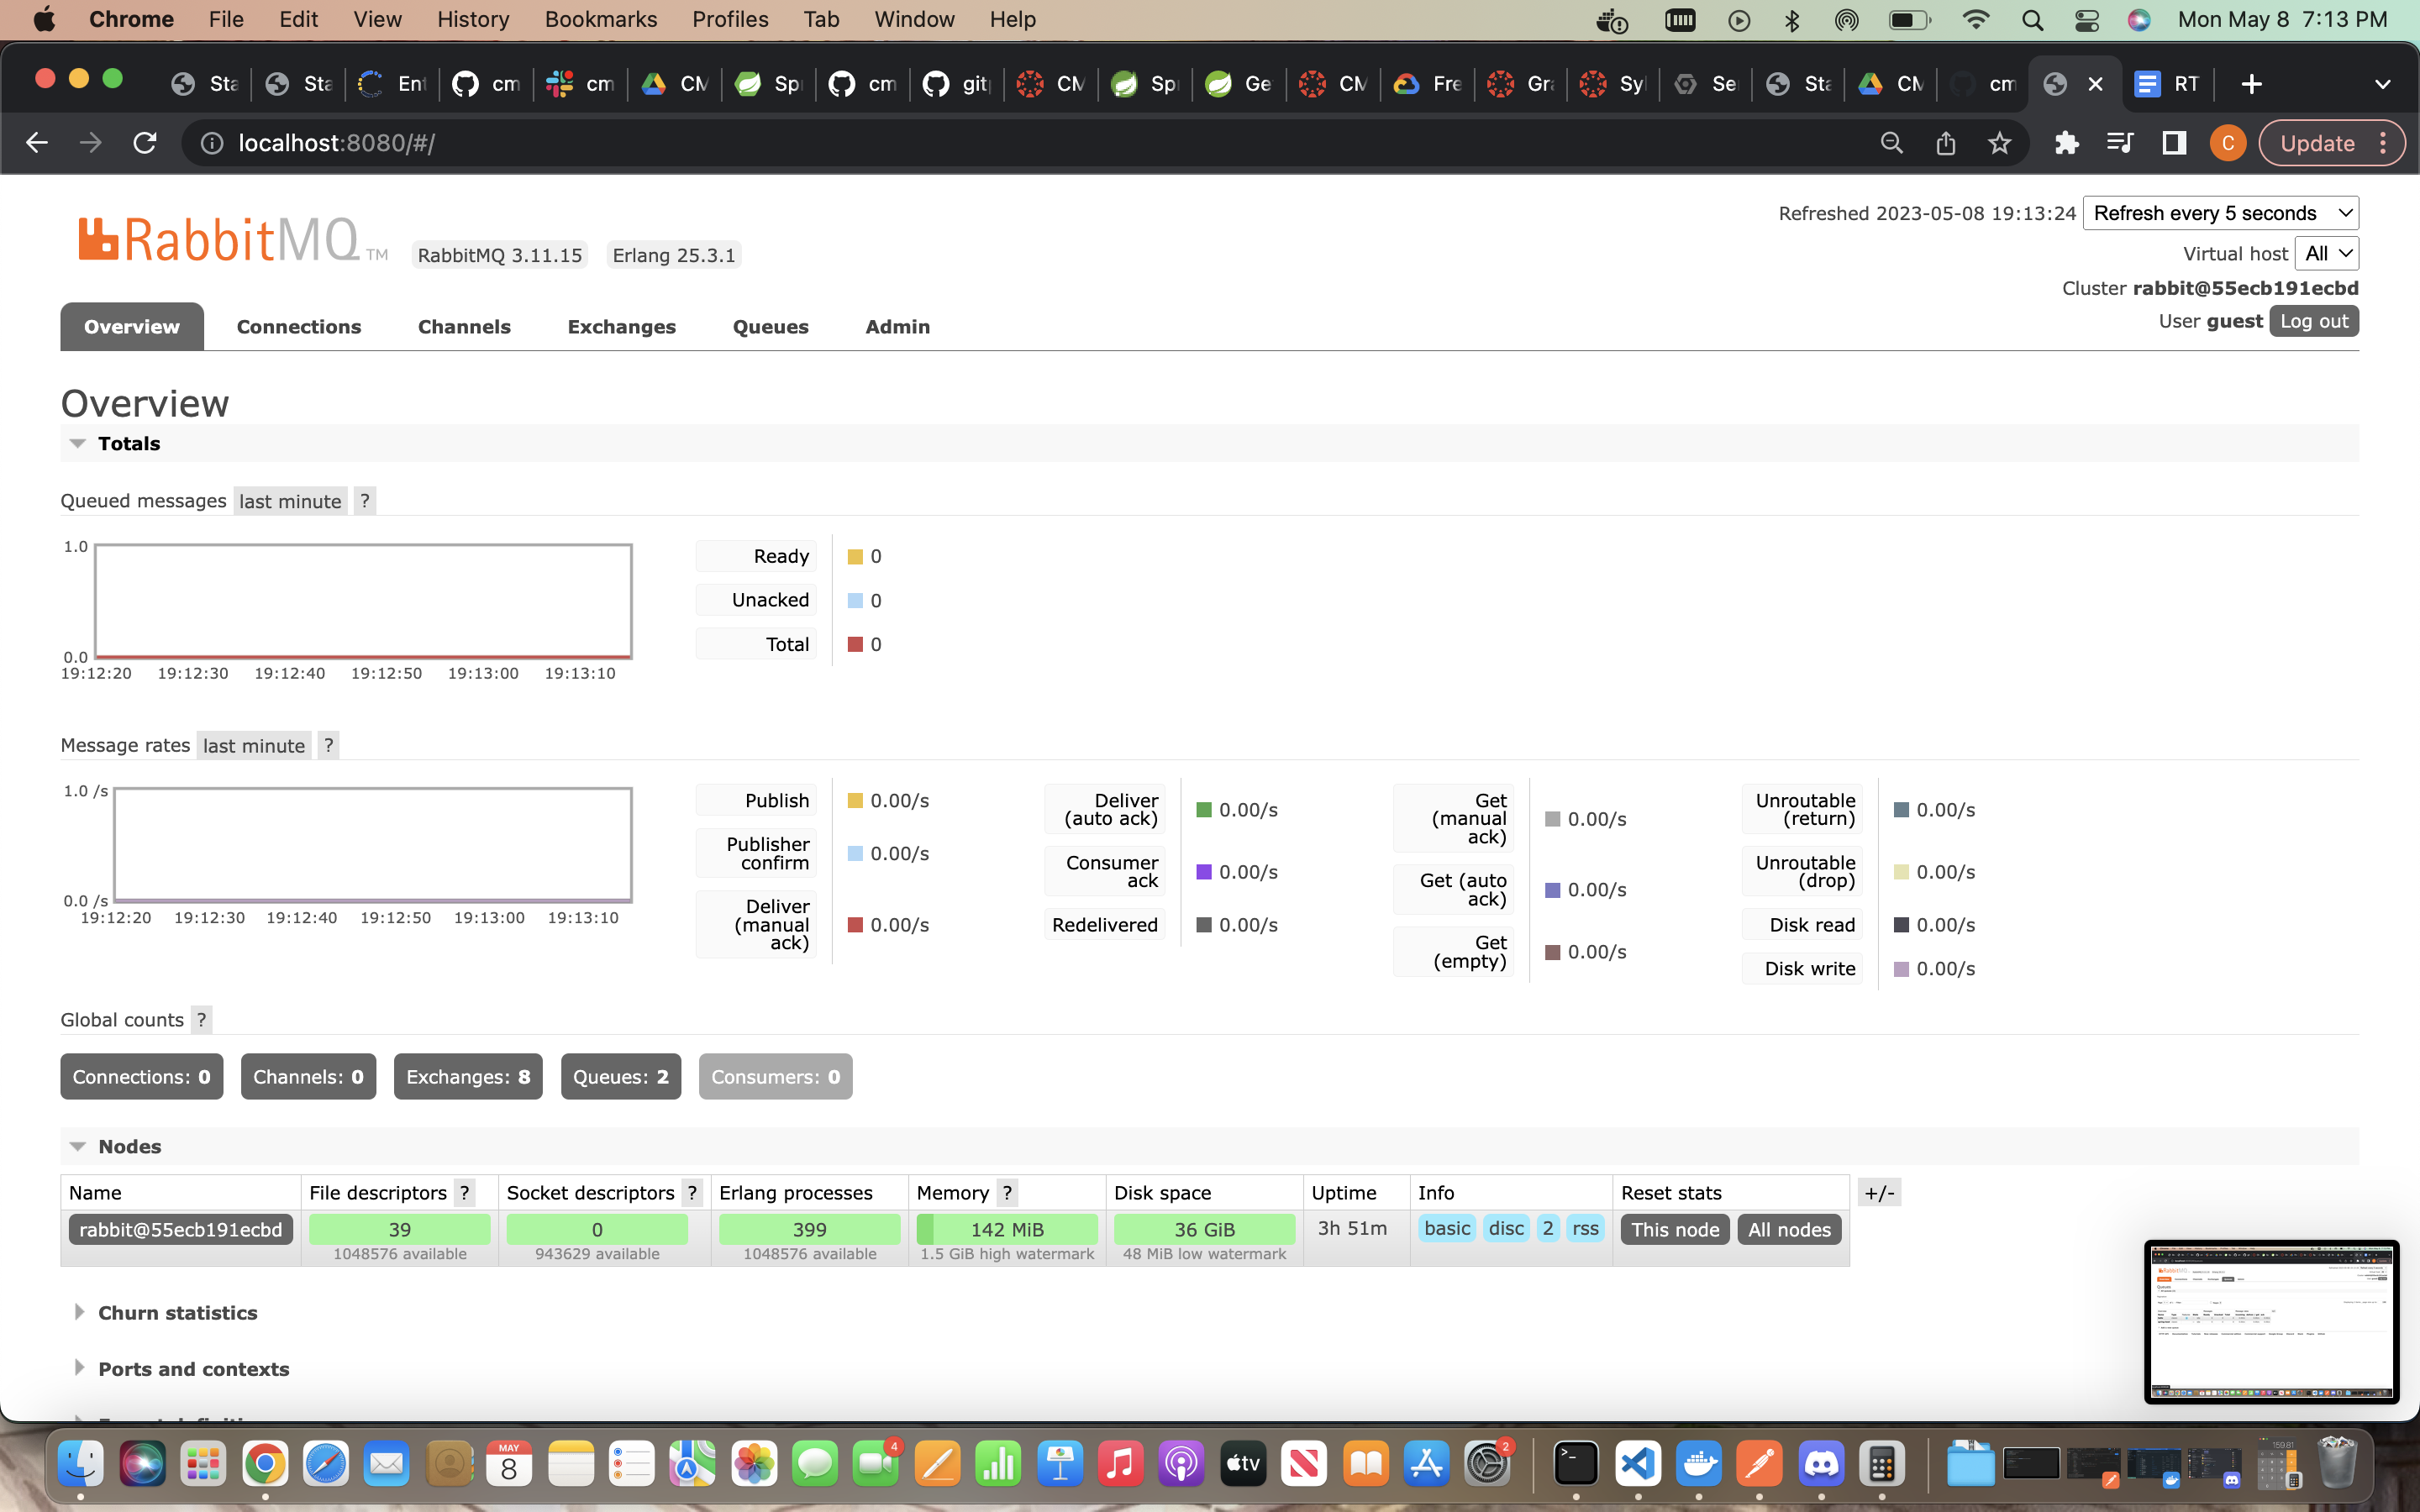 Chrome File Edit View History Bookmarks Profiles Tab Window Help Mon May 8 7:13 PM
Sta Sta Ent cm cm CM Spi cm git CM Spi Ge CM Fre Gra Syl Se Sta CM cm RT
localhost:8080/#/ C Update
RabbitMQ TM RabbitMQ 3.11.15 Erlang 25.3.1
Refreshed 2023-05-08 19:13:24 Refresh every 5 seconds
Virtual host All
Cluster rabbit@55ecb191ecbd
User guest Log out
Overview Connections Channels Exchanges Queues Admin
Overview
Totals
Queued messages last minute ?
1.0
0.0
19:12:20 19:12:30 19:12:40 19:12:50 19:13:00 19:13:10
Ready 0
Unacked 0
Total 0
Message rates last minute ?
1.0 /s
0.0 /s
19:12:20 19:12:30 19:12:40 19:12:50 19:13:00 19:13:10
Publish 0.00/s
Publisher
confirm 0.00/s
Deliver
(manual
ack) 0.00/s
Deliver
(auto ack) 0.00/s
Consumer
ack 0.00/s
Redelivered 0.00/s
Get
(manual
ack) 0.00/s
Get (auto
ack) 0.00/s
Get
(empty) 0.00/s
Unroutable
(return) 0.00/s
Unroutable
(drop) 0.00/s
Disk read 0.00/s
Disk write 0.00/s
Global counts ?
Connections: 0 Channels: 0 Exchanges: 8 Queues: 2 Consumers: 0
Nodes
Name File descriptors ? Socket descriptors ? Erlang processes Memory ? Disk space Uptime Info Reset stats +/-
rabbit@55ecb191ecbd 39 0 399 142 MiB 36 GiB 3h 51m basic disc 2 rss This node All nodes
1048576 available 943629 available 1048576 available 1.5 GiB high watermark 48 MiB low watermark
Churn statistics
Ports and contexts
MAY
8
4
tv
2